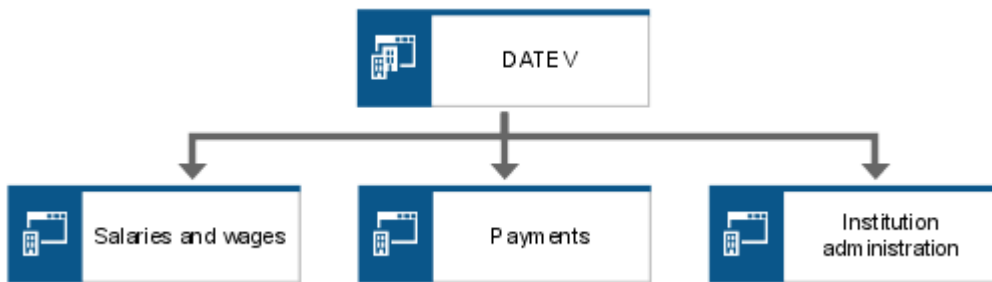 DATEV
Salaries and wages
Payments
Institution
administration